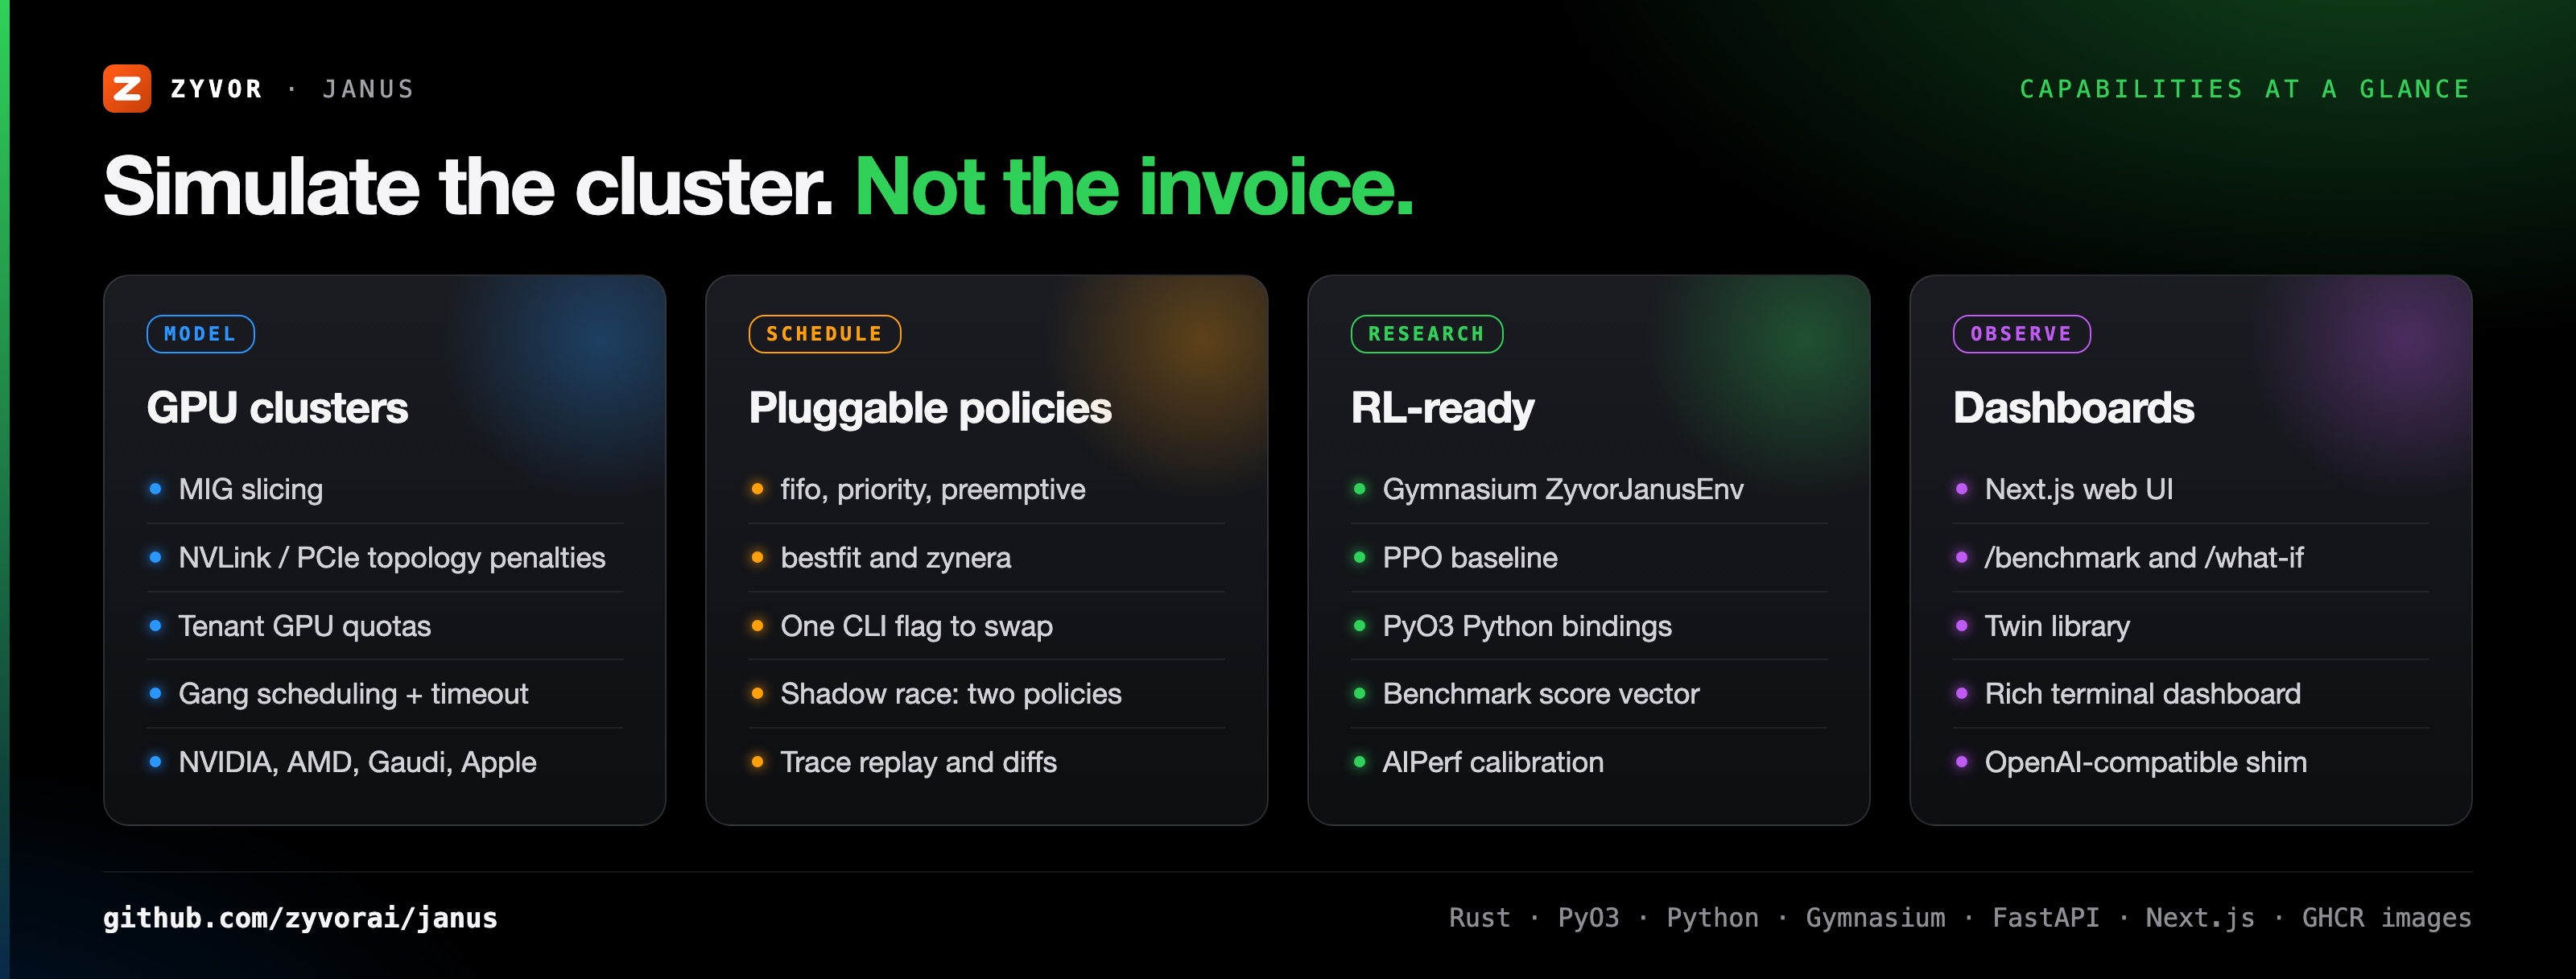 Z ZYVOR · JANUS
CAPABILITIES AT A GLANCE
Simulate the cluster. Not the invoice.
MODEL
GPU clusters
MIG slicing
NVLink / PCIe topology penalties
Tenant GPU quotas
Gang scheduling + timeout
NVIDIA, AMD, Gaudi, Apple
SCHEDULE
Pluggable policies
fifo, priority, preemptive
bestfit and zynera
One CLI flag to swap
Shadow race: two policies
Trace replay and diffs
RESEARCH
RL-ready
Gymnasium ZyvorJanusEnv
PPO baseline
PyO3 Python bindings
Benchmark score vector
AIPerf calibration
OBSERVE
Dashboards
Next.js web UI
/benchmark and /what-if
Twin library
Rich terminal dashboard
OpenAI-compatible shim
github.com/zyvorai/janus
Rust · PyO3 · Python · Gymnasium · FastAPI · Next.js · GHCR images